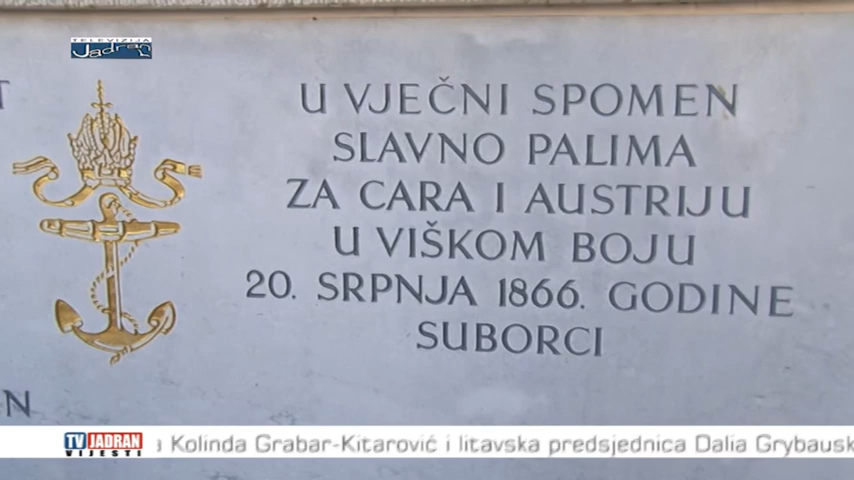 TELEVIZIJA
Jadran
U VJEČNI SPOMEN
SLAVNO PALIMA
ZA CARA I AUSTRIJU
U VIŠKOM BOJU
20. SRPNJA 1866. GODINE
SUBORCI
TV JADRAN
VIJESTI
Kolinda Grabar-Kitarović i litavska predsjednica Dalia Grybausk